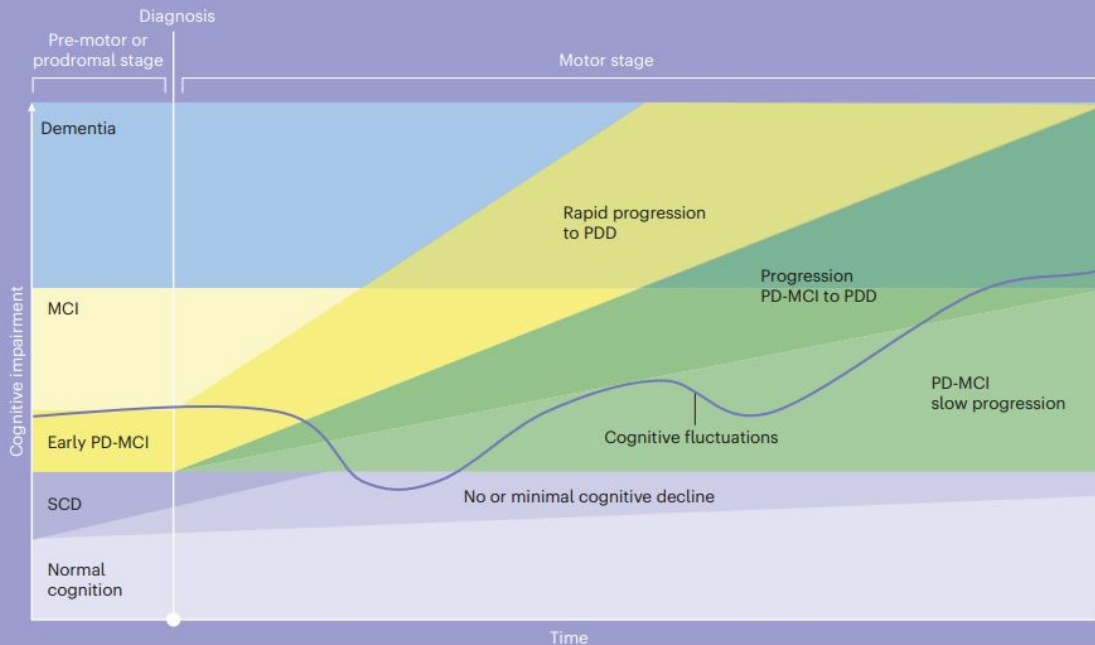 Diagnosis
Pre-motor or
prodromal stage
Motor stage
Dementia
Rapid progression
to PDD
Progression
PD-MCI to PDD
MCI
Cognitive impairment
PD-MCI
slow progression
Cognitive fluctuations
Early PD-MCI
No or minimal cognitive decline
SCD
Normal
cognition
Time